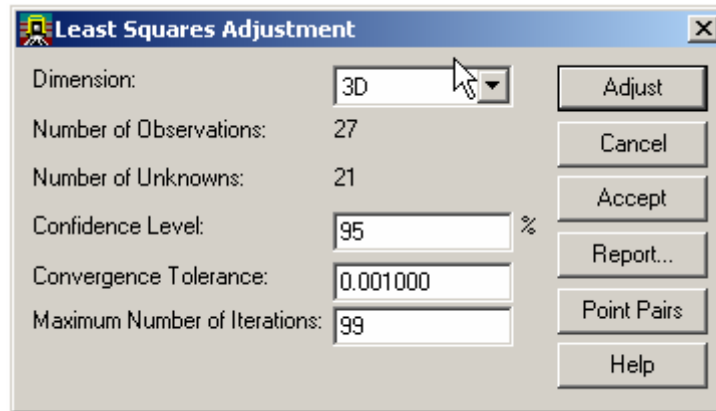 Least Squares Adjustment
Dimension: 3D
Adjust
Number of Observations: 27
Cancel
Number of Unknowns: 21
Accept
Confidence Level: 95 %
Report...
Convergence Tolerance: 0.001000
Point Pairs
Maximum Number of Iterations: 99
Help